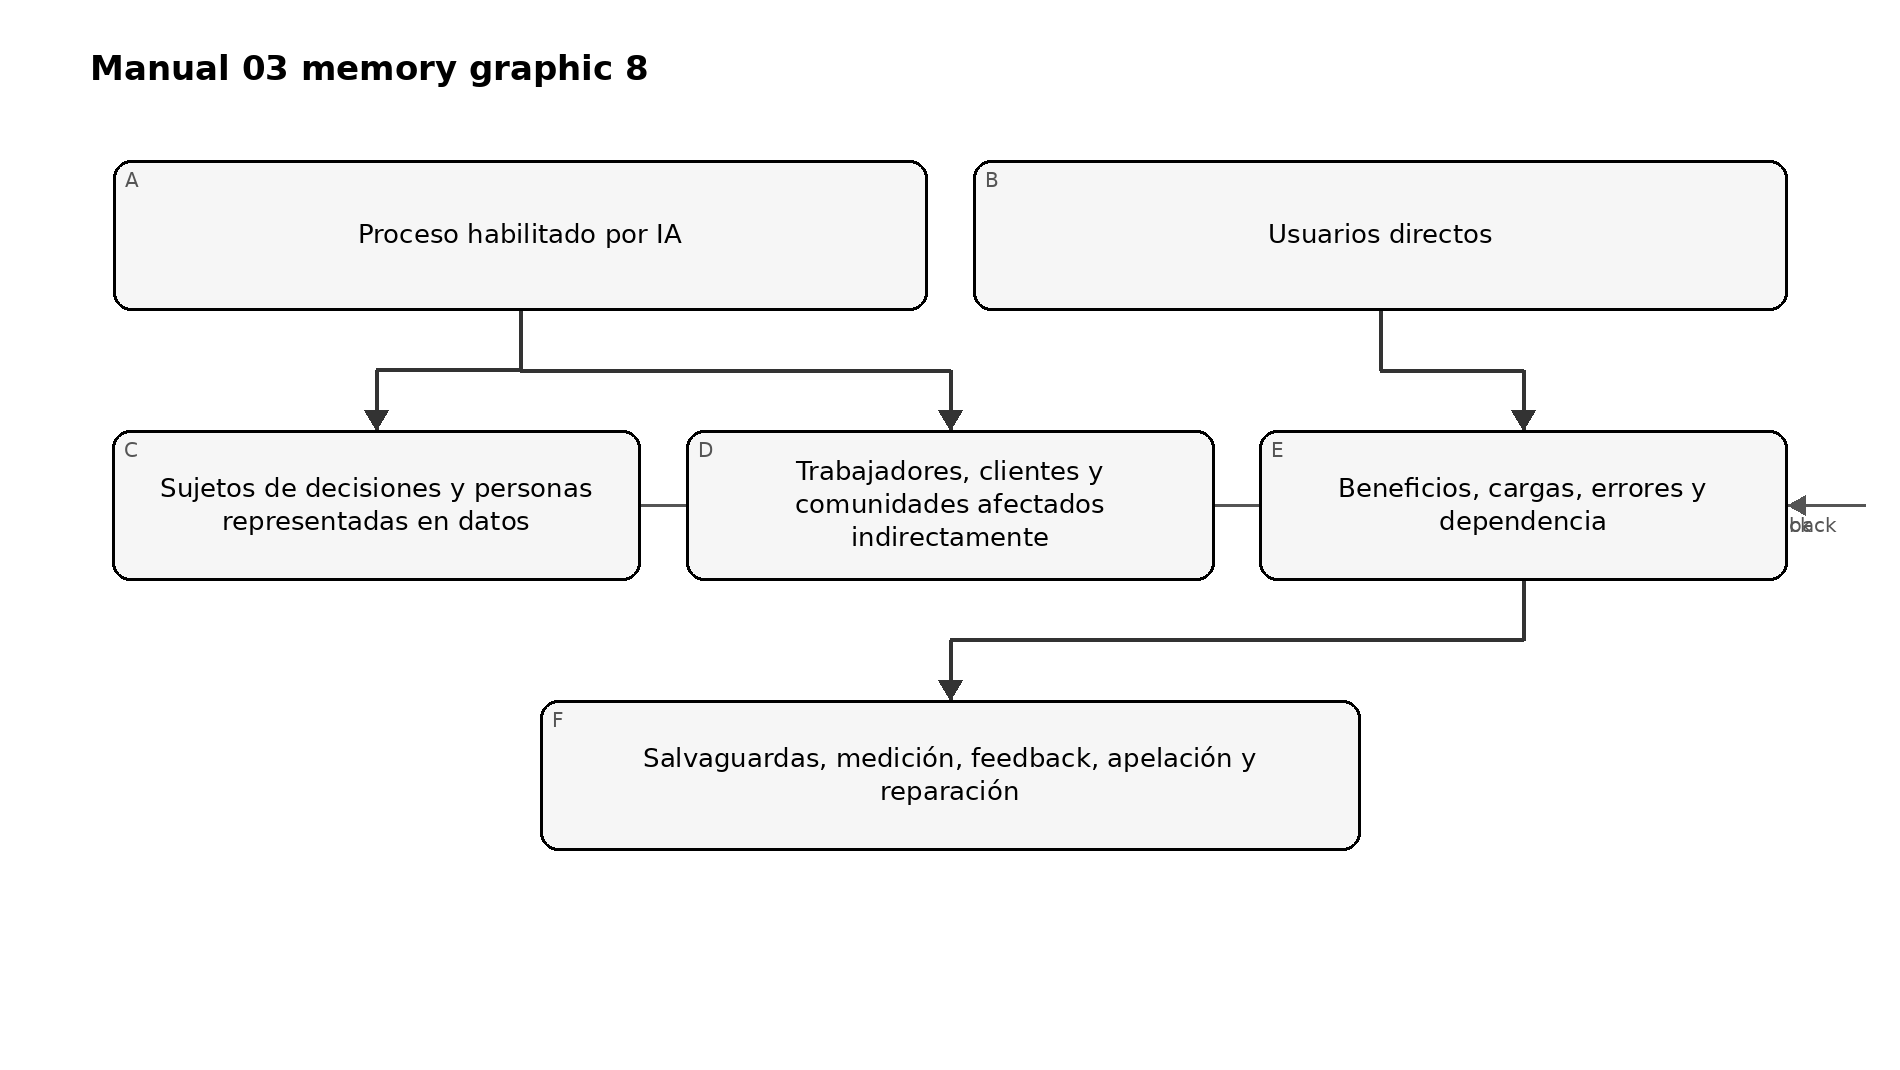 Manual 03 memory graphic 8
A
Proceso habilitado por IA
B
Usuarios directos
C
Sujetos de decisiones y personas
representadas en datos
D
Trabajadores, clientes y
comunidades afectados
indirectamente
E
Beneficios, cargas, errores y
dependencia
F
Salvaguardas, medición, feedback, apelación y
reparación